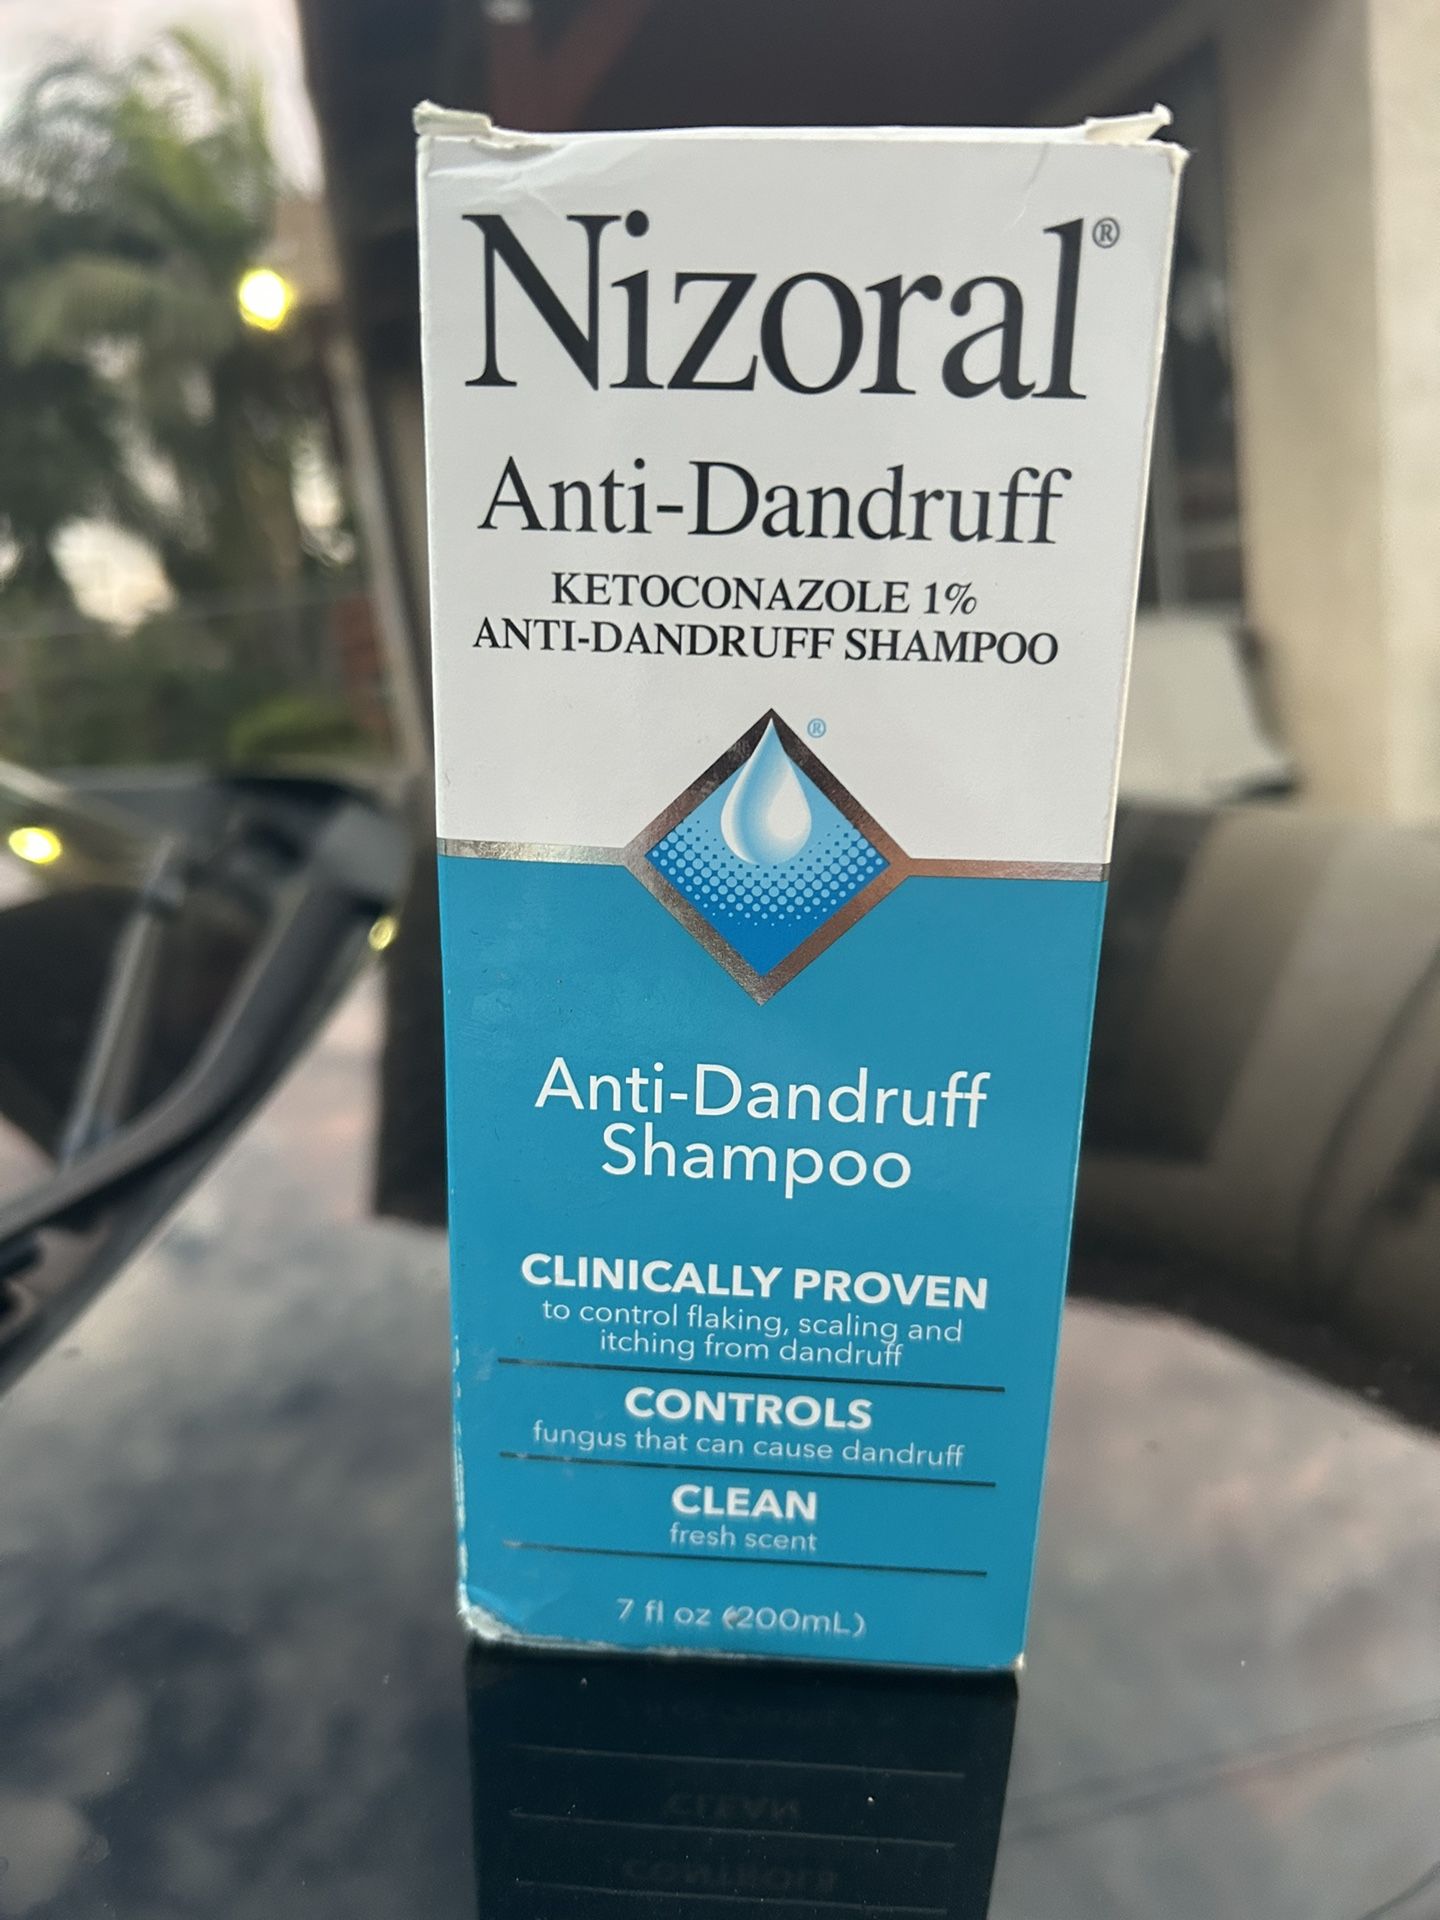 Nizoral®
Anti-Dandruff
KETOCONAZOLE 1%
ANTI-DANDRUFF SHAMPOO
®
Anti-Dandruff
Shampoo
CLINICALLY PROVEN
to control flaking, scaling and
itching from dandruff
CONTROLS
fungus that can cause dandruff
CLEAN
fresh scent
7 fl oz (200mL)